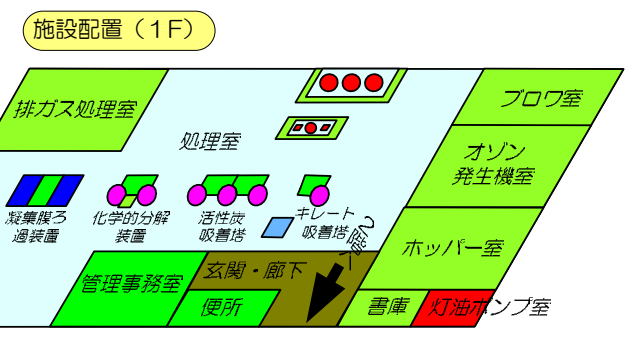 施設配置（１Ｆ）
排ガス処理室
ブロワ室
処理室
オゾン
発生機室
凝集膜ろ
過装置
化学的分解
装置
活性炭
吸着塔
キレート
吸着塔
2階へ
ホッパー室
管理事務室
玄関・廊下
便所
書庫
灯油ポンプ室